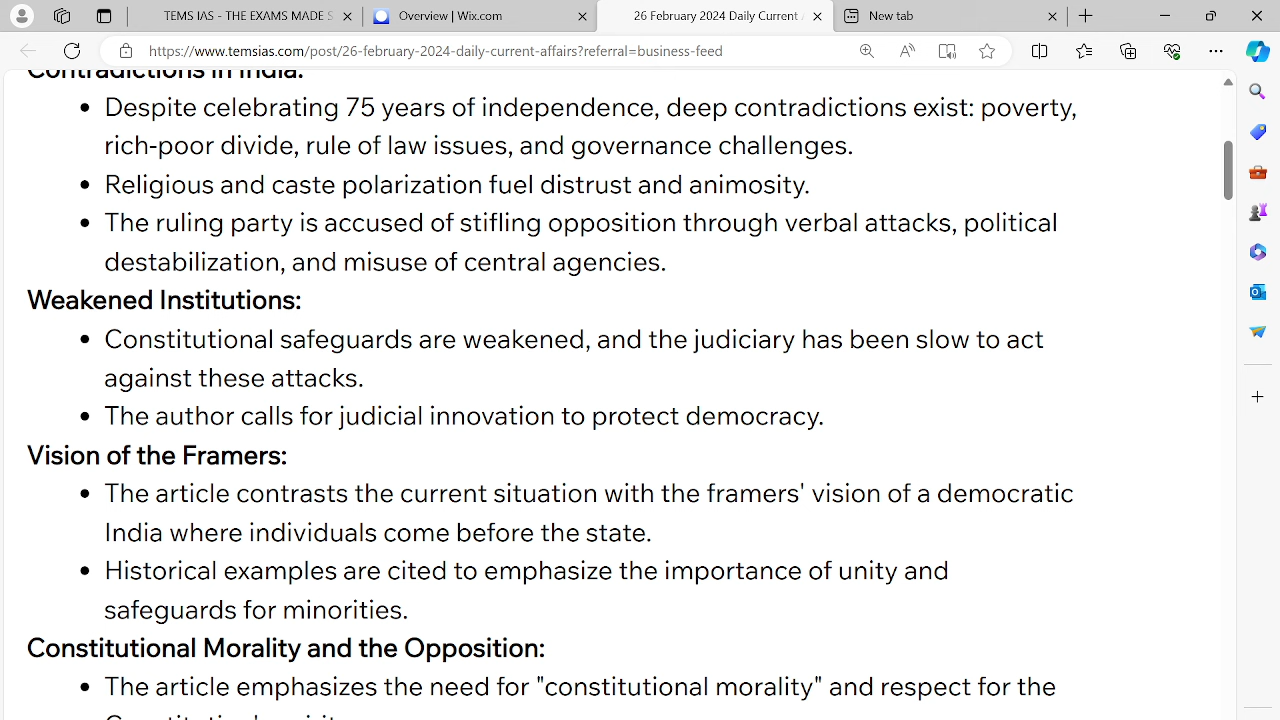 TEMS IAS - THE EXAMS MADE S
Overview | Wix.com
26 February 2024 Daily Current A
New tab
https://www.temsias.com/post/26-february-2024-daily-current-affairs?referral=business-feed
Contradictions in India:
• Despite celebrating 75 years of independence, deep contradictions exist: poverty,
rich-poor divide, rule of law issues, and governance challenges.
• Religious and caste polarization fuel distrust and animosity.
• The ruling party is accused of stifling opposition through verbal attacks, political
destabilization, and misuse of central agencies.
Weakened Institutions:
• Constitutional safeguards are weakened, and the judiciary has been slow to act
against these attacks.
• The author calls for judicial innovation to protect democracy.
Vision of the Framers:
• The article contrasts the current situation with the framers' vision of a democratic
India where individuals come before the state.
• Historical examples are cited to emphasize the importance of unity and
safeguards for minorities.
Constitutional Morality and the Opposition:
• The article emphasizes the need for "constitutional morality" and respect for the